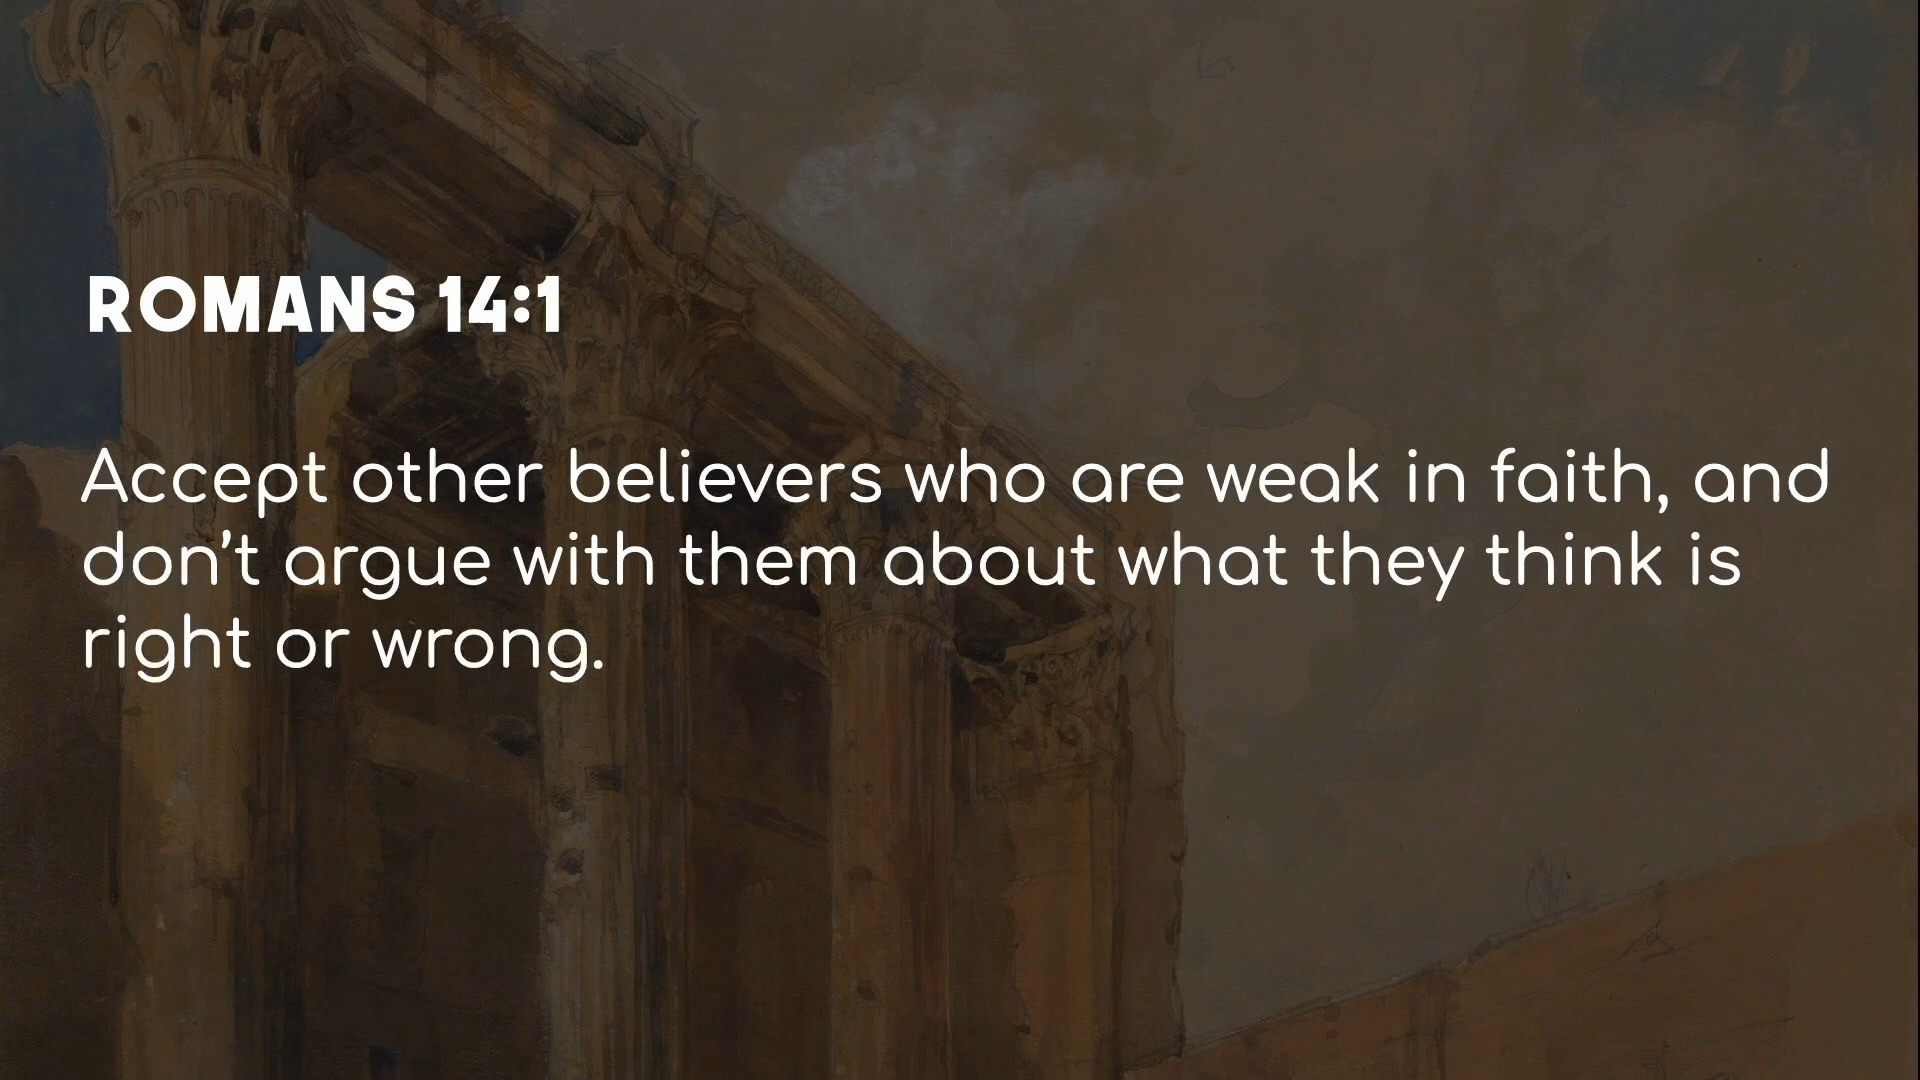 ROMANS 14:1
Accept other believers who are weak in faith, and
don’t argue with them about what they think is
right or wrong.